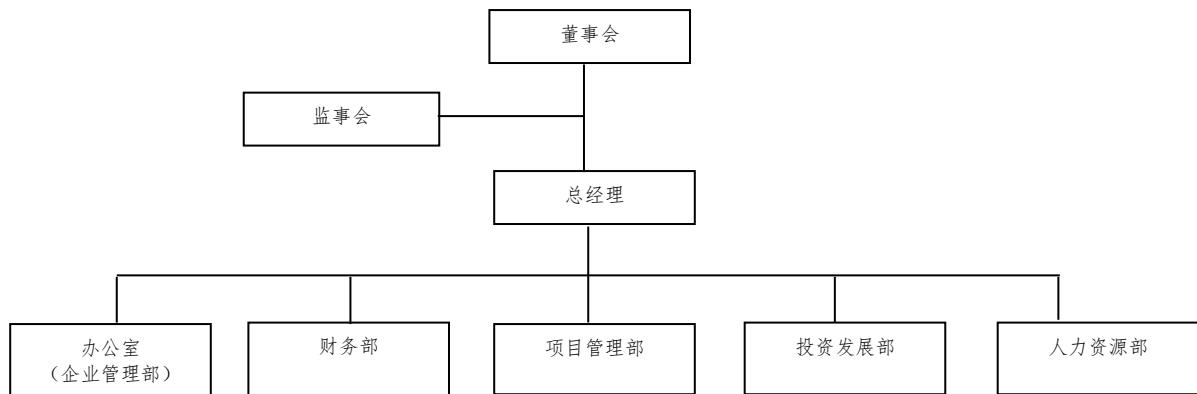 董事会
监事会
总经理
办公室
（企业管理部）
财务部
项目管理部
投资发展部
人力资源部